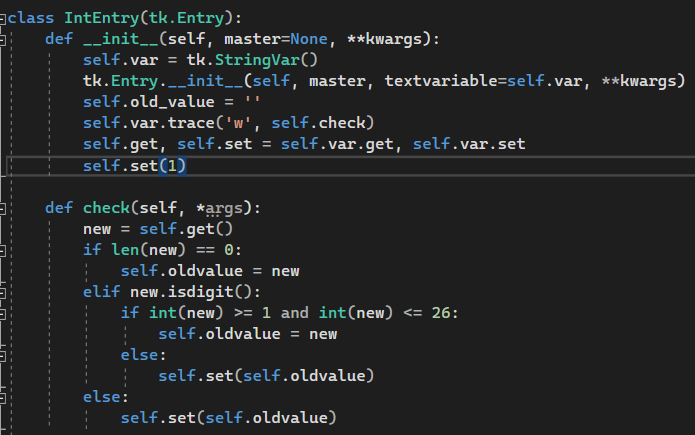 class IntEntry(tk.Entry):
    def __init__(self, master=None, **kwargs):
        self.var = tk.StringVar()
        tk.Entry.__init__(self, master, textvariable=self.var, **kwargs)
        self.old_value = ''
        self.var.trace('w', self.check)
        self.get, self.set = self.var.get, self.var.set
        self.set(1)

    def check(self, *args):
        new = self.get()
        if len(new) == 0:
            self.oldvalue = new
        elif new.isdigit():
            if int(new) >= 1 and int(new) <= 26:
                self.oldvalue = new
            else:
                self.set(self.oldvalue)
        else:
            self.set(self.oldvalue)